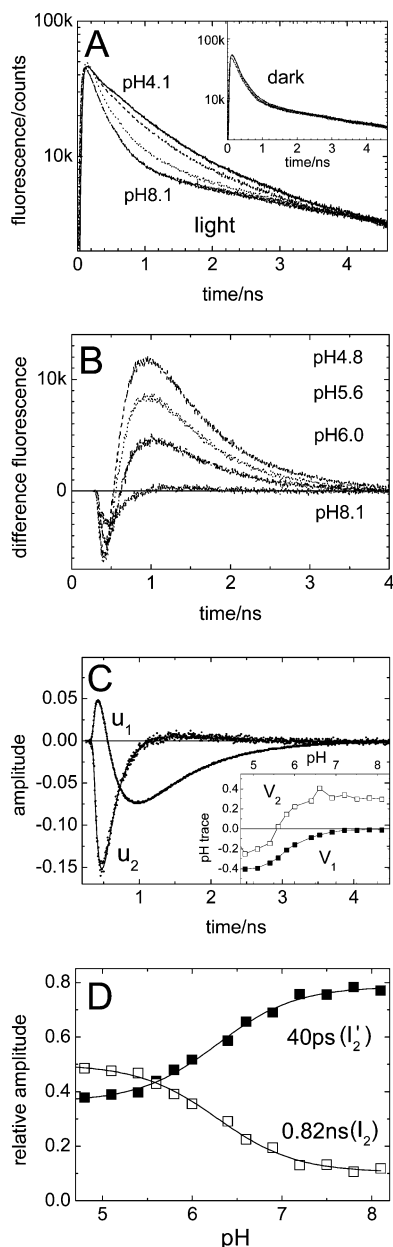 A
fluorescence/counts
100k
10k
pH4.1
pH8.1
light
0 1 2 3 4
time/ns
100k
10k
dark
0 1 2 3 4
time/ns
B
difference fluorescence
10k
0
pH4.8
pH5.6
pH6.0
pH8.1
0 1 2 3 4
time/ns
C
amplitude
0.05
0.00
-0.05
-0.10
-0.15
u1
u2
1 2 3 4
time/ns
pH
5 6 7 8
pH trace
0.4
0.2
0.0
-0.2
-0.4
V2
V1
D
relative amplitude
0.8
0.6
0.4
0.2
0.0
40ps(I2')
0.82ns(I2)
5 6 7 8
pH